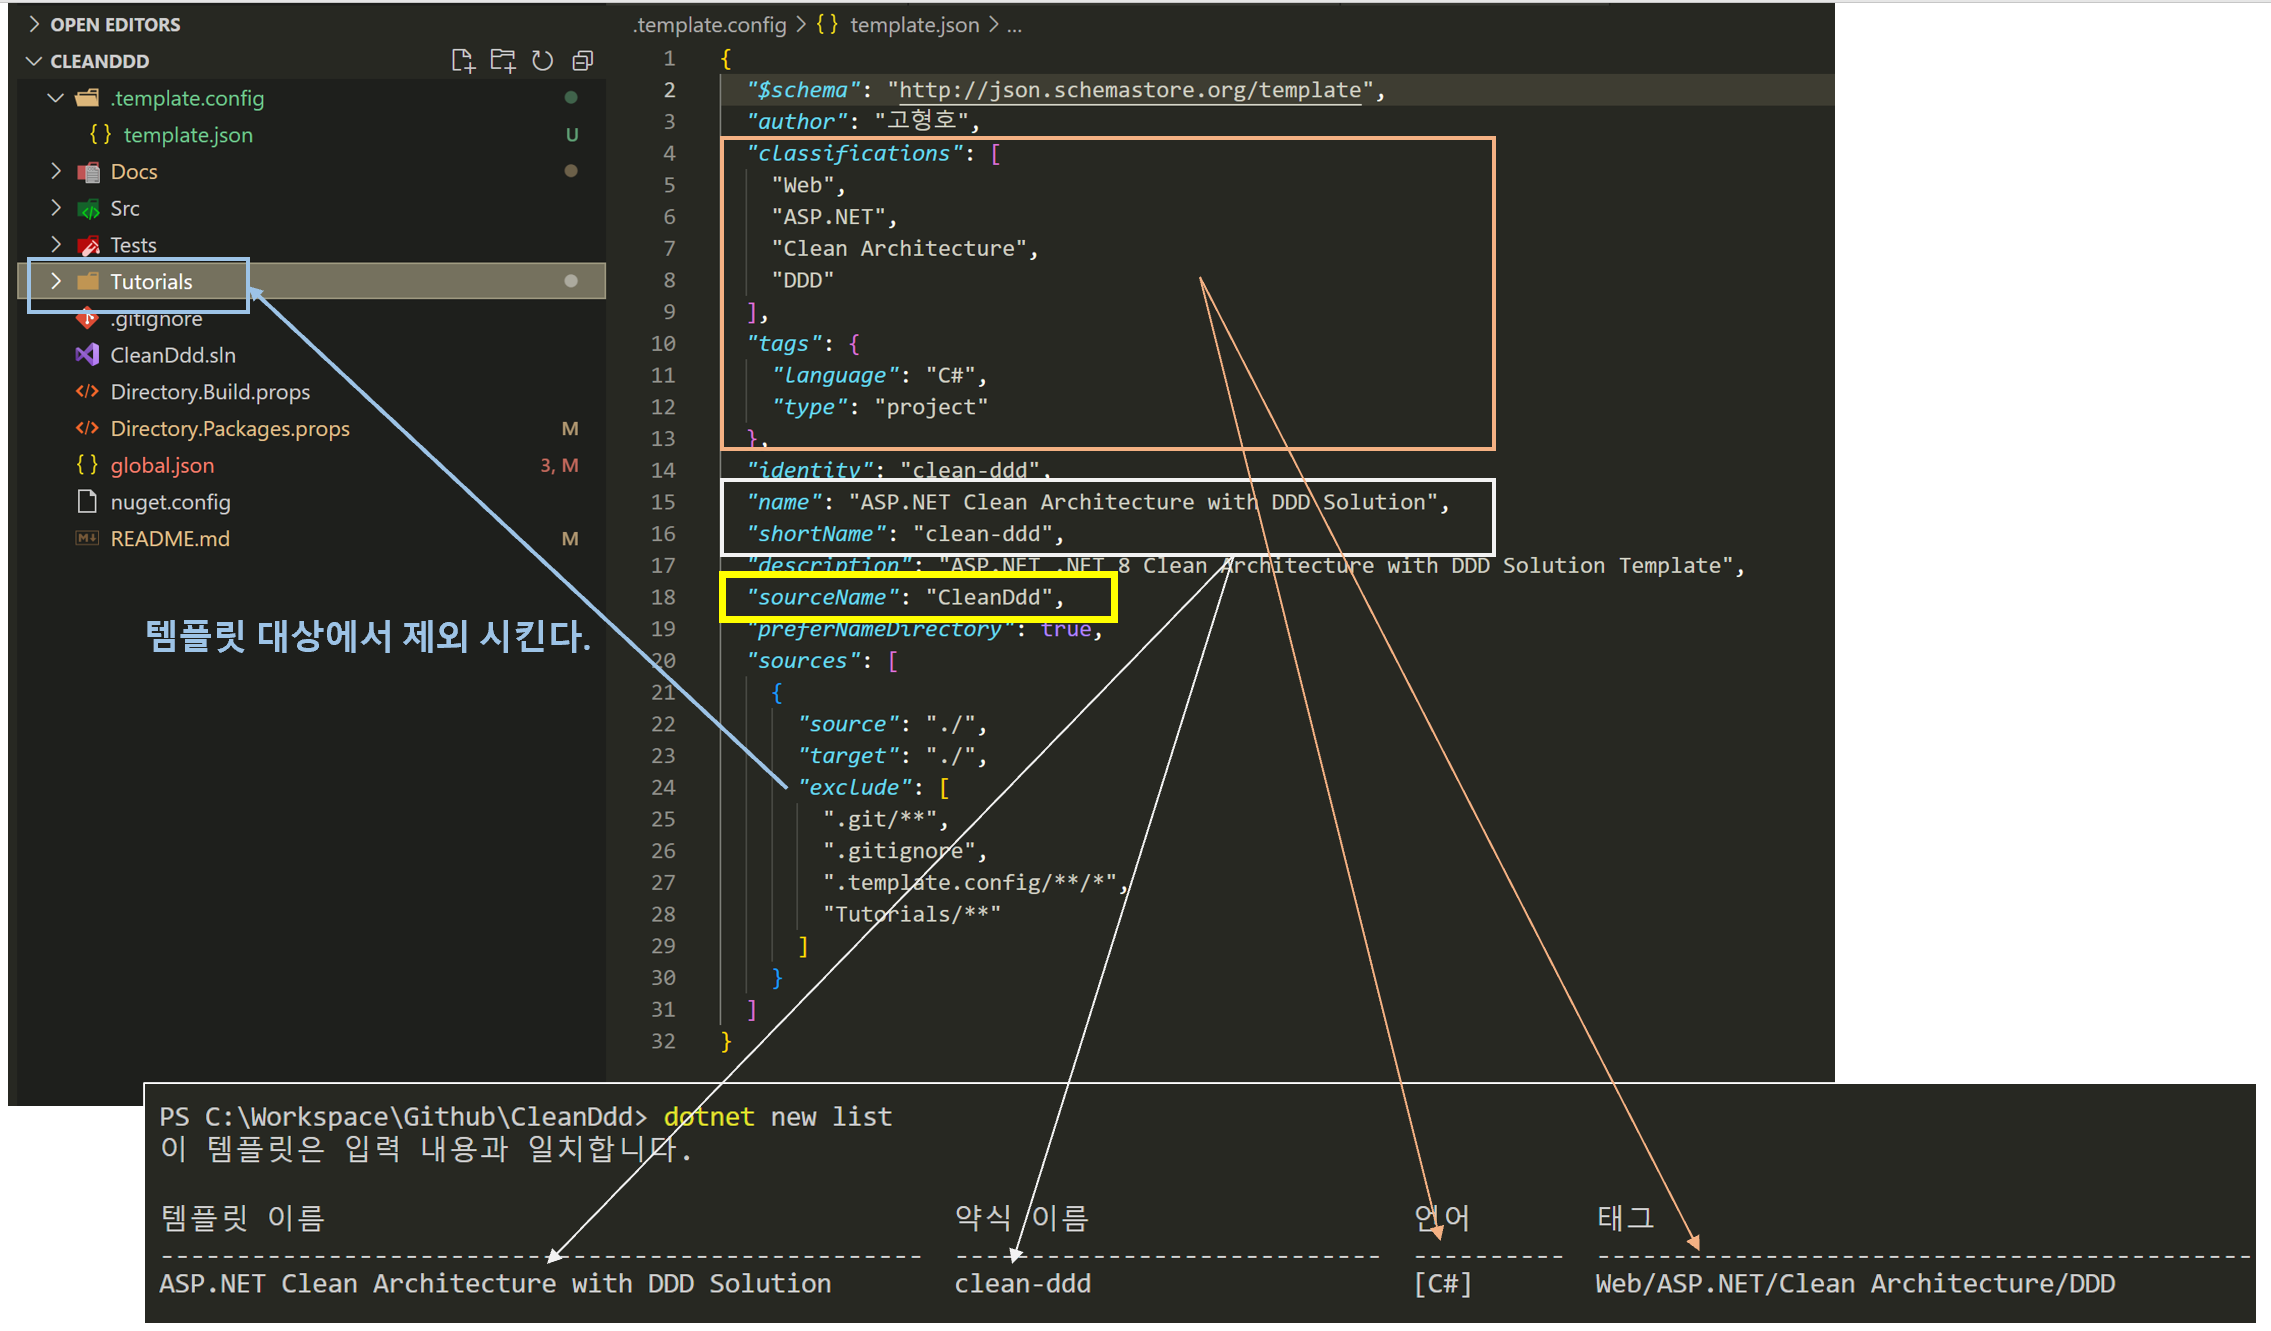 OPEN EDITORS
CLEANDDD
.template.config
template.json U
Docs
Src
Tests
Tutorials
.gitignore
CleanDdd.sln
Directory.Build.props
Directory.Packages.props M
global.json 3, M
nuget.config
README.md M
템플릿 대상에서 제외 시킨다.
.template.config > {} template.json > ...
1 {
2 "$schema": "http://json.schemastore.org/template",
3 "author": "고형호",
4 "classifications": [
5 "Web",
6 "ASP.NET",
7 "Clean Architecture",
8 "DDD"
9 ],
10 "tags": {
11 "language": "C#",
12 "type": "project"
13 },
14 "identity": "clean-ddd",
15 "name": "ASP.NET Clean Architecture with DDD Solution",
16 "shortName": "clean-ddd",
17 "description": "ASP.NET .NET 8 Clean Architecture with DDD Solution Template",
18 "sourceName": "CleanDdd",
19 "preferNameDirectory": true,
20 "sources": [
21 {
22 "source": "./",
23 "target": "./",
24 "exclude": [
25 ".git/**",
26 ".gitignore",
27 ".template.config/**/*",
28 "Tutorials/**"
29 ]
30 }
31 ]
32 }
PS C:\Workspace\Github\CleanDdd> dotnet new list
이 템플릿은 입력 내용과 일치합니다.
템플릿 이름 약식 이름 언어 태그
-------------------------------------------------- ---------------------------- ---------- -------------------------------------------
ASP.NET Clean Architecture with DDD Solution clean-ddd [C#] Web/ASP.NET/Clean Architecture/DDD